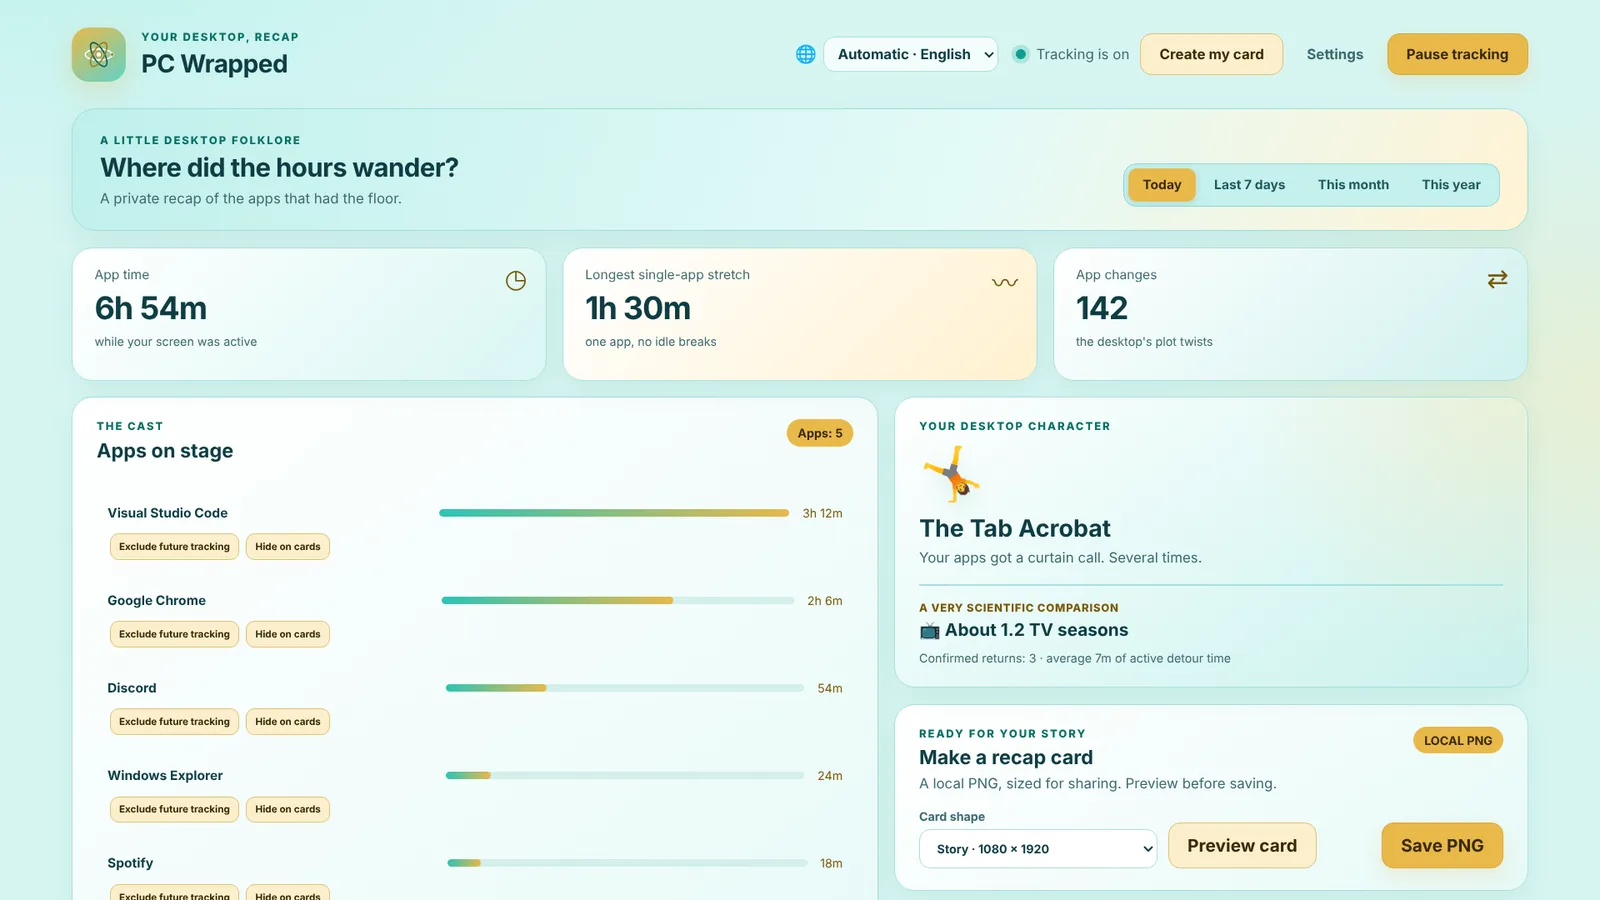 YOUR DESKTOP, RECAP
PC Wrapped
Automatic · English
Tracking is on
Create my card
Settings
Pause tracking
A LITTLE DESKTOP FOLKLORE
Where did the hours wander?
A private recap of the apps that had the floor.
Today
Last 7 days
This month
This year
App time
6h 54m
while your screen was active
Longest single-app stretch
1h 30m
one app, no idle breaks
App changes
142
the desktop's plot twists
THE CAST
Apps on stage
Apps: 5
Visual Studio Code
3h 12m
Exclude future tracking
Hide on cards
Google Chrome
2h 6m
Exclude future tracking
Hide on cards
Discord
54m
Exclude future tracking
Hide on cards
Windows Explorer
24m
Exclude future tracking
Hide on cards
Spotify
18m
Exclude future tracking
Hide on cards
YOUR DESKTOP CHARACTER
The Tab Acrobat
Your apps got a curtain call. Several times.
A VERY SCIENTIFIC COMPARISON
About 1.2 TV seasons
Confirmed returns: 3 · average 7m of active detour time
READY FOR YOUR STORY
Make a recap card
LOCAL PNG
A local PNG, sized for sharing. Preview before saving.
Card shape
Story · 1080 × 1920
Preview card
Save PNG